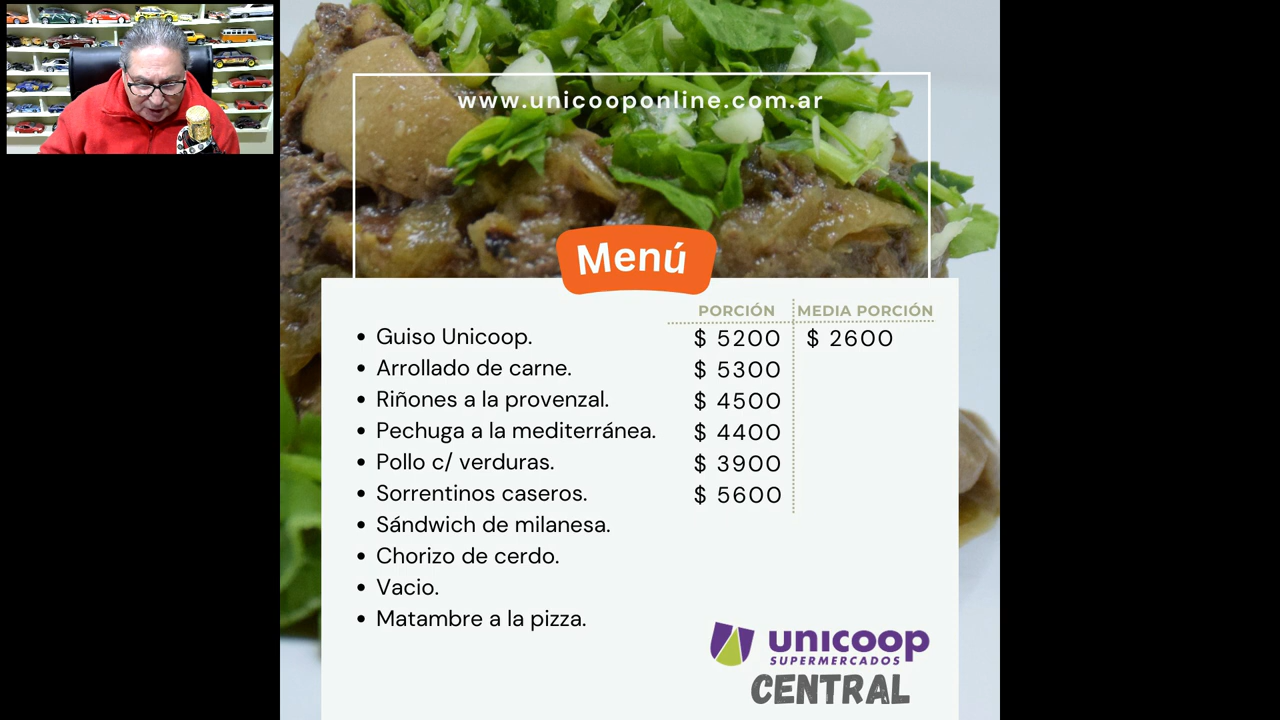 www.unicooponline.com.ar
Menú
PORCIÓN MEDIA PORCIÓN
• Guiso Unicoop. $ 5200 $ 2600
• Arrollado de carne. $ 5300
• Riñones a la provenzal. $ 4500
• Pechuga a la mediterránea. $ 4400
• Pollo c/ verduras. $ 3900
• Sorrentinos caseros. $ 5600
• Sándwich de milanesa.
• Chorizo de cerdo.
• Vacio.
• Matambre a la pizza.
unicoop
SUPERMERCADOS
CENTRAL